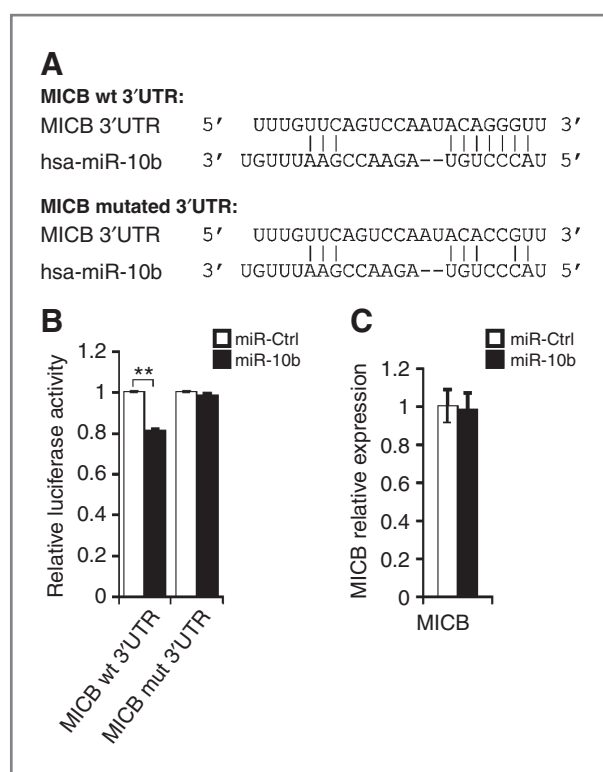 A
MICB wt 3′UTR:
MICB 3′UTR 5′ UUUGUUCAGUCCAAUACAGGGUU 3′
hsa-miR-10b 3′ UGUUUAAGCCAAGA--UGUCCCAU 5′
MICB mutated 3′UTR:
MICB 3′UTR 5′ UUUGUUCAGUCCAAUACACCGUU 3′
hsa-miR-10b 3′ UGUUUAAGCCAAGA--UGUCCCAU 5′
B
miR-Ctrl
miR-10b
Relative luciferase activity
1.2
1
0.8
0.6
0.4
0.2
0
**
MICB wt 3′UTR
MICB mut 3′UTR
C
miR-Ctrl
miR-10b
MICB relative expression
1.2
1
0.8
0.6
0.4
0.2
0
MICB